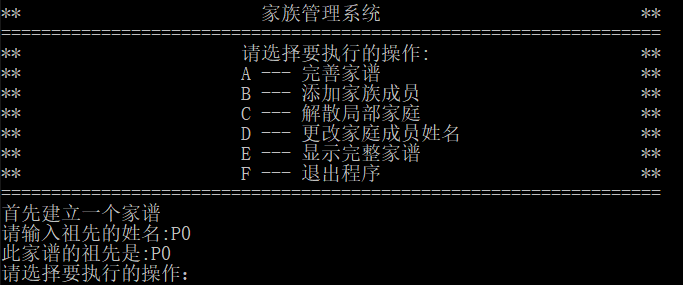 ** 家族管理系统 **
==================================================================
** 请选择要执行的操作: **
** A --- 完善家谱 **
** B --- 添加家族成员 **
** C --- 解散局部家庭 **
** D --- 更改家庭成员姓名 **
** E --- 显示完整家谱 **
** F --- 退出程序 **
==================================================================
首先建立一个家谱
请输入祖先的姓名:P0
此家谱的祖先是:P0
请选择要执行的操作：